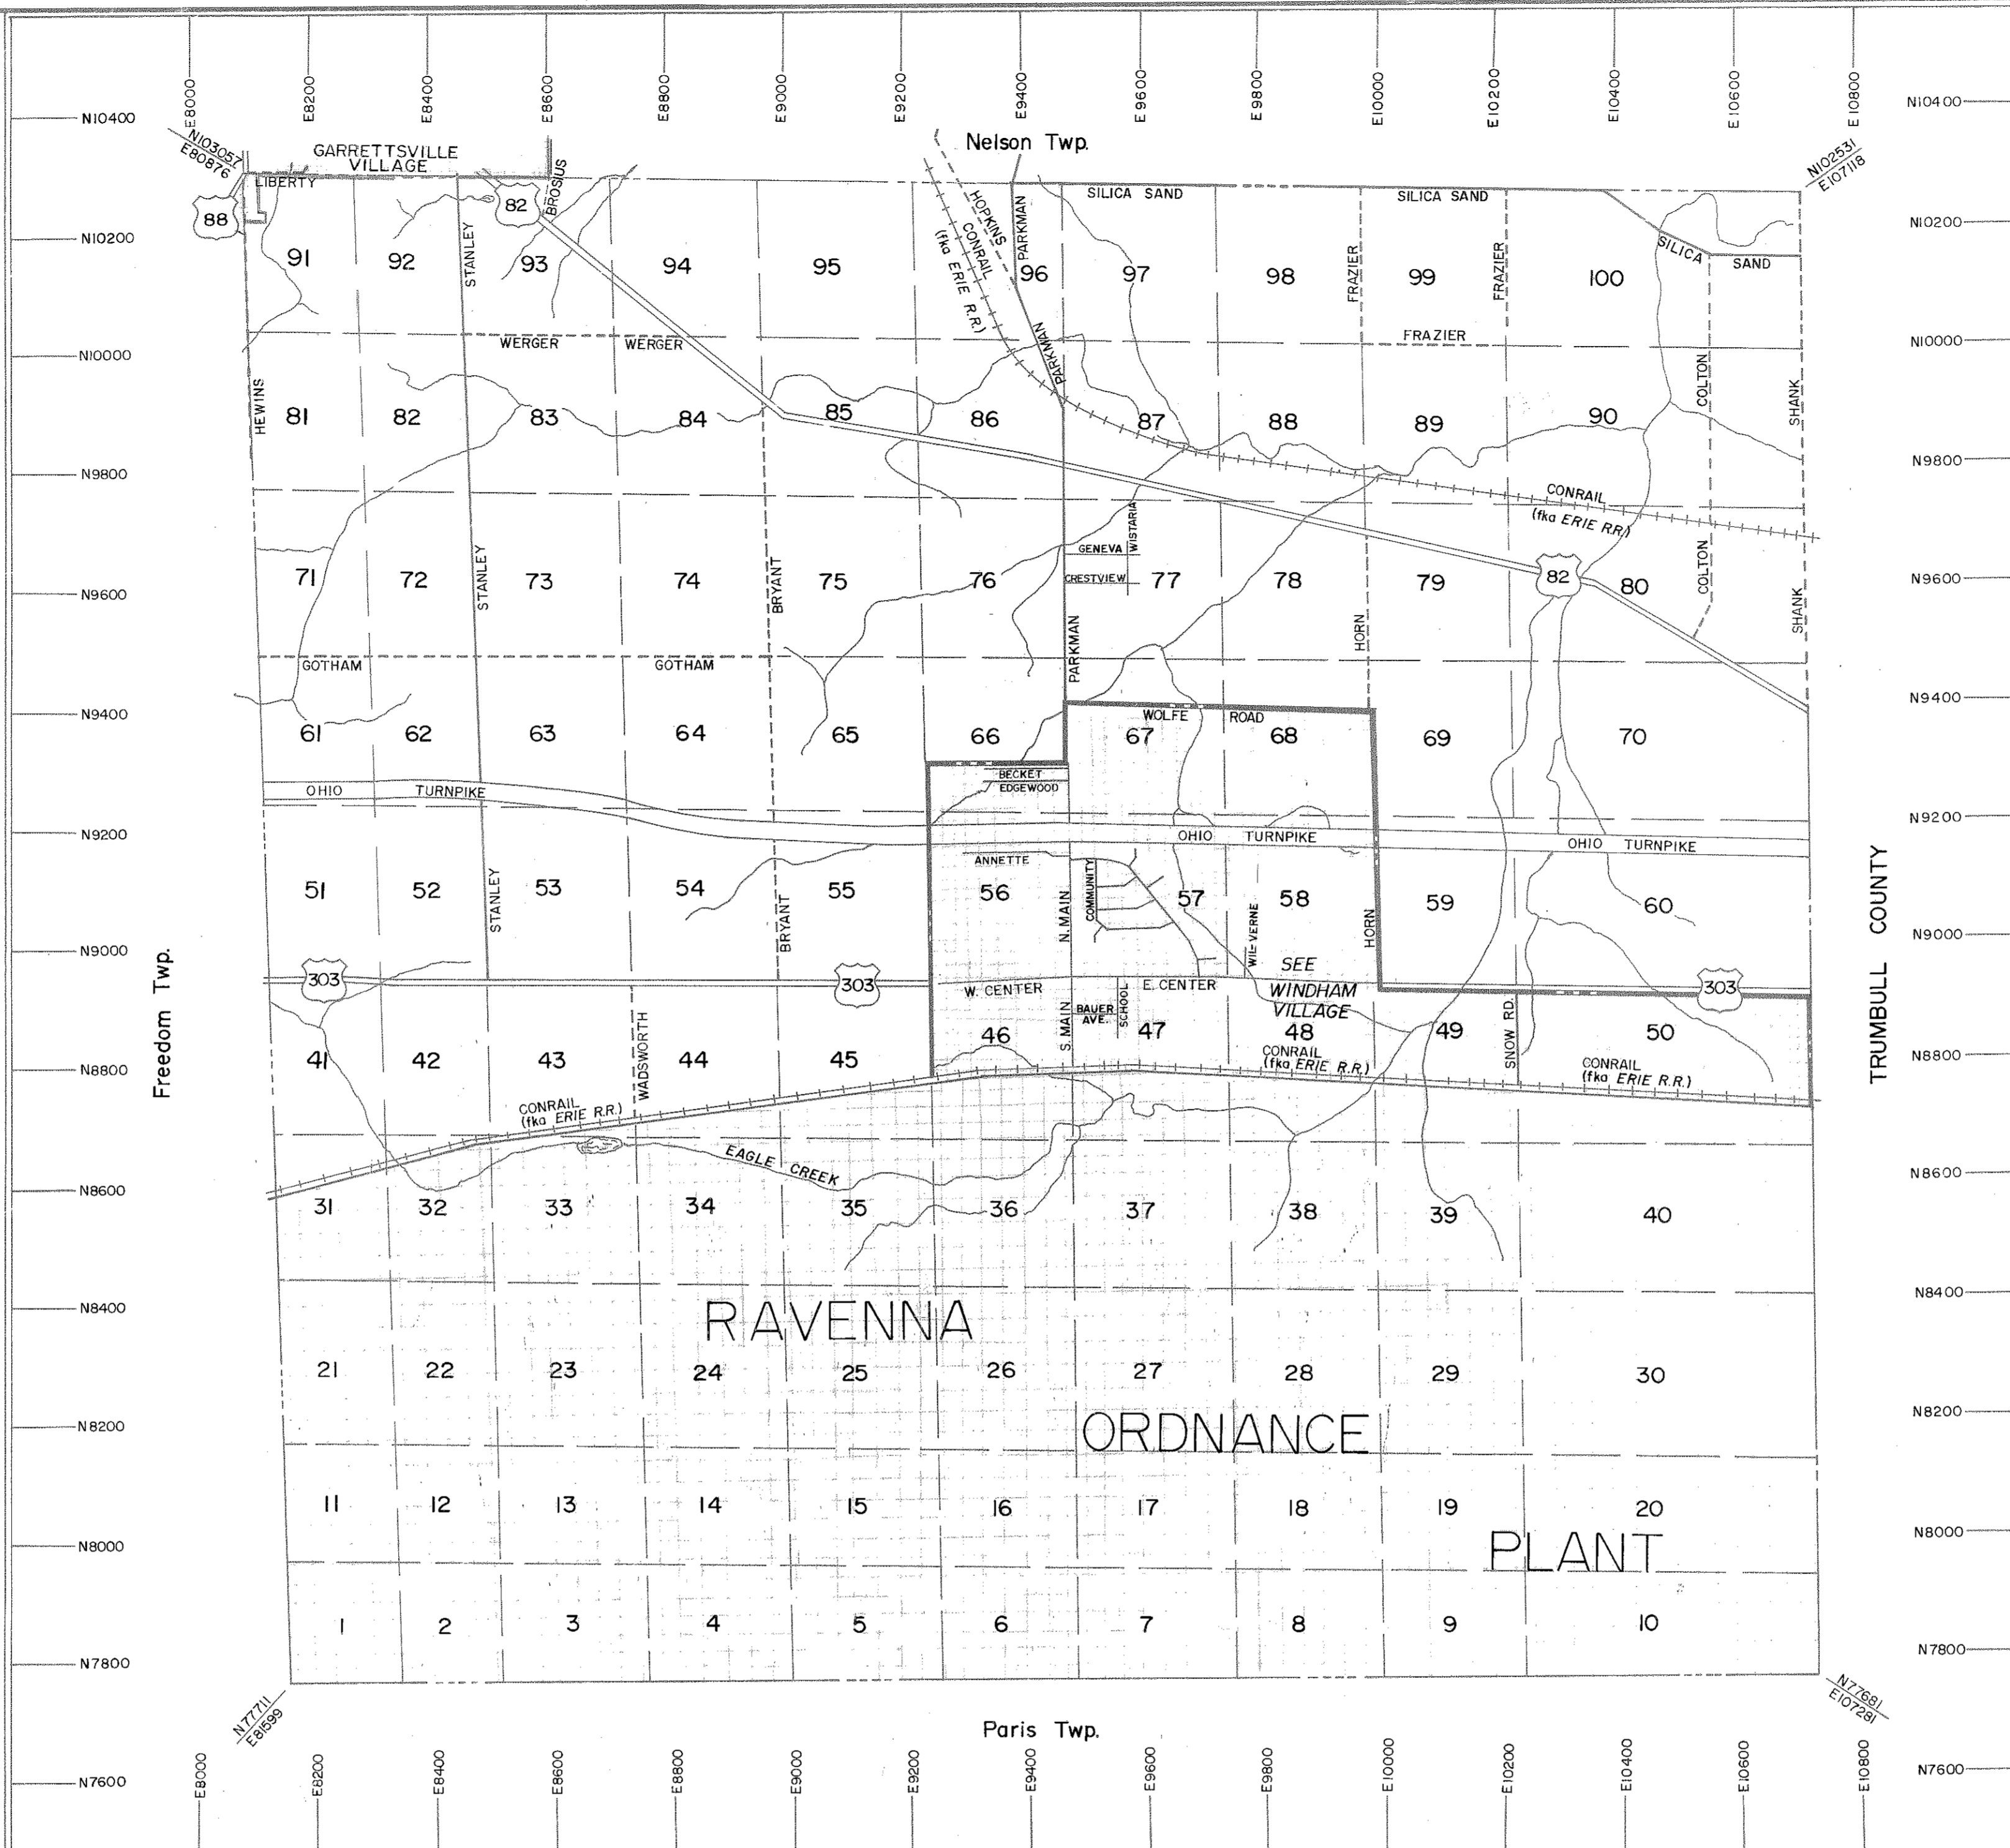 E8000 E8200 E8400 E8600 E8800 E9000 E9200 E9400 E9600 E9800 E10000 E10200 E10400 E10600 E10800
N10400 N10400
N103057
E80876
GARRETTSVILLE
VILLAGE
Nelson Twp.
N102531
E107118
LIBERTY
88
82
BROSIUS
HOPKINS
CONRAIL
(fka ERIE R.R.)
PARKMAN
SILICA SAND
SILICA SAND
SILICA SAND
N10200 N10200
91 92 STANLEY 93 94 95 96 97 98 FRAZIER 99 FRAZIER 100
WERGER WERGER
PARKMAN
FRAZIER
N10000 N10000
HEWINS
COLTON
SHANK
81 82 83 84 85 86 87 88 89 90
N9800 N9800
CONRAIL
(fka ERIE RR.)
WISTARIA
GENEVA
CRESTVIEW
71 72 STANLEY 73 74 BRYANT 75 76 77 78 79 82 80 COLTON
N9600 N9600
SHANK
HORN
PARKMAN
GOTHAM GOTHAM
N9400 N9400
WOLFE ROAD
61 62 63 64 65 66 67 68 69 70
BECKET
EDGEWOOD
OHIO TURNPIKE
N9200 N9200
OHIO TURNPIKE
OHIO TURNPIKE
ANNETTE
COMMUNITY
51 52 STANLEY 53 54 55 56 57 58 59 60
BRYANT
N. MAIN
WIL-VERNE
HORN
TRUMBULL COUNTY
N9000 N9000
Freedom Twp.
303 303 303
W. CENTER
E. CENTER
SEE
WINDHAM
VILLAGE
S. MAIN
BAUER
AVE.
SCHOOL
SNOW RD.
WADSWORTH
41 42 43 44 45 46 47 48 49 50
N8800 N8800
CONRAIL
(fka ERIE R.R.)
CONRAIL
(fka ERIE R.R.)
CONRAIL
(fka ERIE R.R.)
EAGLE CREEK
N8600 N8600
31 32 33 34 35 36 37 38 39 40
N8400 N8400
RAVENNA
21 22 23 24 25 26 27 28 29 30
N8200 N8200
ORDNANCE
11 12 13 14 15 16 17 18 19 20
N8000 N8000
PLANT
1 2 3 4 5 6 7 8 9 10
N7800 N7800
N77711
E81599
N77681
E107281
Paris Twp.
N7600 N7600
E8000 E8200 E8400 E8600 E8800 E9000 E9200 E9400 E9600 E9800 E10000 E10200 E10400 E10600 E10800